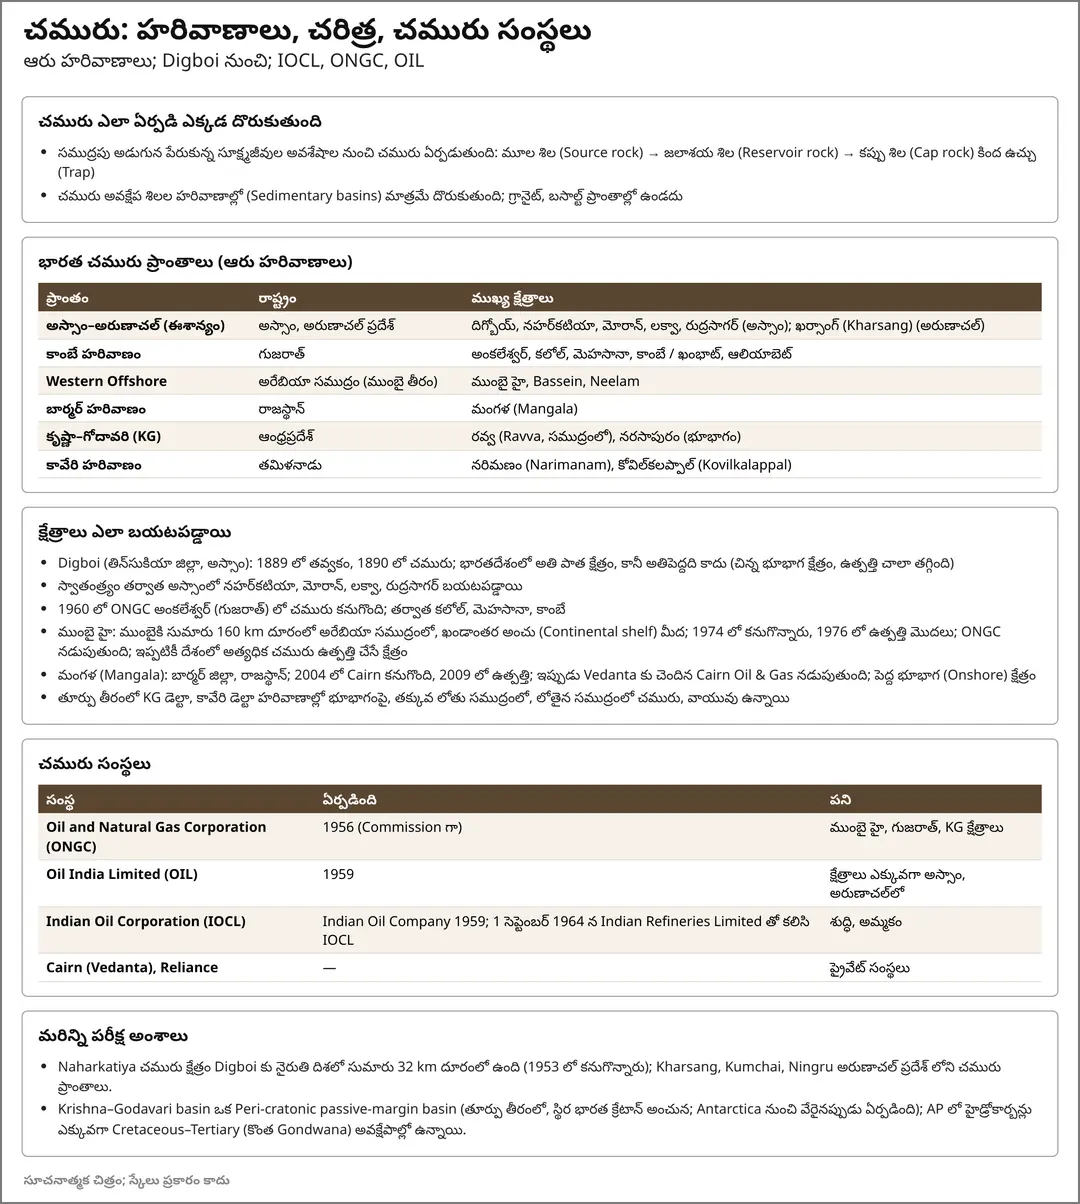 చమురు: హరివాణాలు, చరిత్ర, చమురు సంస్థలు
ఆరు హరివాణాలు; Digboi నుంచి; IOCL, ONGC, OIL
చమురు ఎలా ఏర్పడి ఎక్కడ దొరుకుతుంది
• సముద్రపు అడుగున పేరుకున్న సూక్ష్మజీవుల అవశేషాల నుంచి చమురు ఏర్పడుతుంది: మూల శిల (Source rock) → జలాశయ శిల (Reservoir rock) → కప్పు శిల (Cap rock) కింద ఉచ్చు
(Trap)
• చమురు అవక్షేప శిలల హరివాణాల్లో (Sedimentary basins) మాత్రమే దొరుకుతుంది; గ్రానైట్, బసాల్ట్ ప్రాంతాల్లో ఉండదు
భారత చమురు ప్రాంతాలు (ఆరు హరివాణాలు)
ప్రాంతం రాష్ట్రం ముఖ్య క్షేత్రాలు
అస్సాం–అరుణాచల్ (ఈశాన్యం) అస్సాం, అరుణాచల్ ప్రదేశ్ దిగ్బోయ్, నహర్‌కటియా, మోరాన్, లక్వా, రుద్రసాగర్ (అస్సాం); ఖర్సాంగ్ (Kharsang) (అరుణాచల్)
కాంబే హరివాణం గుజరాత్ అంకలేశ్వర్, కలోల్, మెహసానా, కాంబే / ఖంభాట్, ఆలియాబెట్
Western Offshore అరేబియా సముద్రం (ముంబై తీరం) ముంబై హై, Bassein, Neelam
బార్మర్ హరివాణం రాజస్థాన్ మంగళ (Mangala)
కృష్ణా–గోదావరి (KG) ఆంధ్రప్రదేశ్ రవ్వ (Ravva, సముద్రంలో), నరసాపురం (భూభాగం)
కావేరి హరివాణం తమిళనాడు నరిమణం (Narimanam), కోవిల్‌కలప్పాల్ (Kovilkalappal)
క్షేత్రాలు ఎలా బయటపడ్డాయి
• Digboi (తిన్‌సుకియా జిల్లా, అస్సాం): 1889 లో తవ్వకం, 1890 లో చమురు; భారతదేశంలో అతి పాత క్షేత్రం, కానీ అతిపెద్దది కాదు (చిన్న భూభాగ క్షేత్రం, ఉత్పత్తి చాలా తగ్గింది)
• స్వాతంత్ర్యం తర్వాత అస్సాంలో నహర్‌కటియా, మోరాన్, లక్వా, రుద్రసాగర్ బయటపడ్డాయి
• 1960 లో ONGC అంకలేశ్వర్ (గుజరాత్) లో చమురు కనుగొంది; తర్వాత కలోల్, మెహసానా, కాంబే
• ముంబై హై: ముంబైకి సుమారు 160 km దూరంలో అరేబియా సముద్రంలో, ఖండాంతర అంచు (Continental shelf) మీద; 1974 లో కనుగొన్నారు, 1976 లో ఉత్పత్తి మొదలు; ONGC
నడుపుతుంది; ఇప్పటికీ దేశంలో అత్యధిక చమురు ఉత్పత్తి చేసే క్షేత్రం
• మంగళ (Mangala): బార్మర్ జిల్లా, రాజస్థాన్; 2004 లో Cairn కనుగొంది, 2009 లో ఉత్పత్తి; ఇప్పుడు Vedanta కు చెందిన Cairn Oil & Gas నడుపుతుంది; పెద్ద భూభాగ (Onshore) క్షేత్రం
• తూర్పు తీరంలో KG డెల్టా, కావేరి డెల్టా హరివాణాల్లో భూభాగంపై, తక్కువ లోతు సముద్రంలో, లోతైన సముద్రంలో చమురు, వాయువు ఉన్నాయి
చమురు సంస్థలు
సంస్థ ఏర్పడింది పని
Oil and Natural Gas Corporation 1956 (Commission గా) ముంబై హై, గుజరాత్, KG క్షేత్రాలు
(ONGC)
Oil India Limited (OIL) 1959 క్షేత్రాలు ఎక్కువగా అస్సాం,
అరుణాచల్‌లో
Indian Oil Corporation (IOCL) Indian Oil Company 1959; 1 సెప్టెంబర్ 1964 న Indian Refineries Limited తో కలిసి శుద్ధి, అమ్మకం
IOCL
Cairn (Vedanta), Reliance — ప్రైవేట్ సంస్థలు
మరిన్ని పరీక్ష అంశాలు
• Naharkatiya చమురు క్షేత్రం Digboi కు నైరుతి దిశలో సుమారు 32 km దూరంలో ఉంది (1953 లో కనుగొన్నారు); Kharsang, Kumchai, Ningru అరుణాచల్ ప్రదేశ్ లోని చమురు
ప్రాంతాలు.
• Krishna–Godavari basin ఒక Peri-cratonic passive-margin basin (తూర్పు తీరంలో, స్థిర భారత క్రేటాన్ అంచున; Antarctica నుంచి వేరైనప్పుడు ఏర్పడింది); AP లో హైడ్రోకార్బన్లు
ఎక్కువగా Cretaceous–Tertiary (కొంత Gondwana) అవక్షేపాల్లో ఉన్నాయి.
సూచనాత్మక చిత్రం; స్కేలు ప్రకారం కాదు